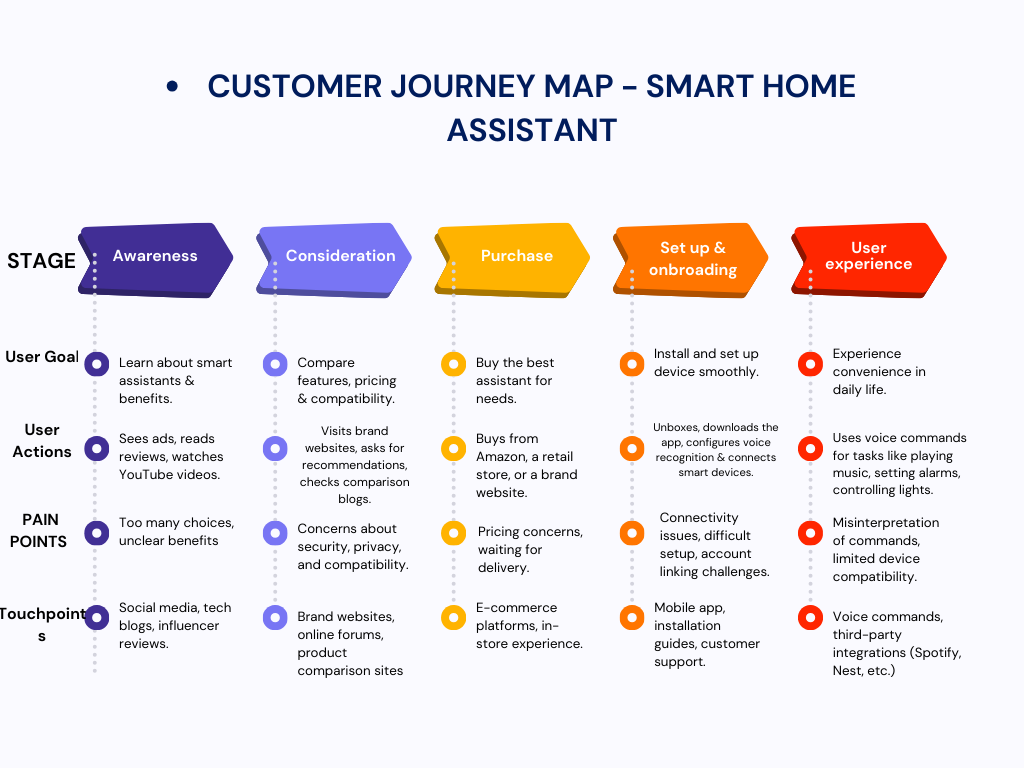 • CUSTOMER JOURNEY MAP – SMART HOME
ASSISTANT
STAGE
Awareness
Consideration
Purchase
Set up &
onbroading
User
experience
User Goal
Learn about smart
assistants &
benefits.
Compare
features, pricing
& compatibility.
Buy the best
assistant for
needs.
Install and set up
device smoothly.
Experience
convenience in
daily life.
User
Actions
Sees ads, reads
reviews, watches
YouTube videos.
Visits brand
websites, asks for
recommendations,
checks comparison
blogs.
Buys from
Amazon, a retail
store, or a brand
website.
Unboxes, downloads the
app, configures voice
recognition & connects
smart devices.
Uses voice commands
for tasks like playing
music, setting alarms,
controlling lights.
PAIN
POINTS
Too many choices,
unclear benefits
Concerns about
security, privacy,
and compatibility.
Pricing concerns,
waiting for
delivery.
Connectivity
issues, difficult
setup, account
linking challenges.
Misinterpretation
of commands,
limited device
compatibility.
Touchpoint
s
Social media, tech
blogs, influencer
reviews.
Brand websites,
online forums,
product
comparison sites
E-commerce
platforms, in-
store experience.
Mobile app,
installation
guides, customer
support.
Voice commands,
third-party
integrations (Spotify,
Nest, etc.)